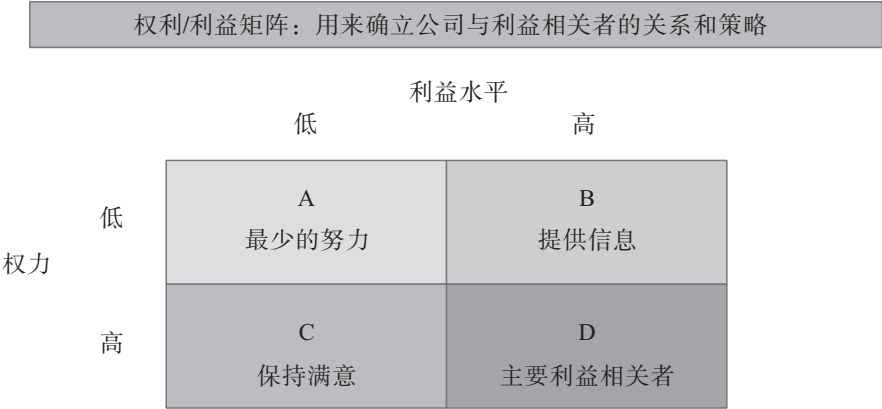 权利/利益矩阵：用来确立公司与利益相关者的关系和策略
利益水平
低 高
A B
低 最少的努力 提供信息
权力
C D
高 保持满意 主要利益相关者